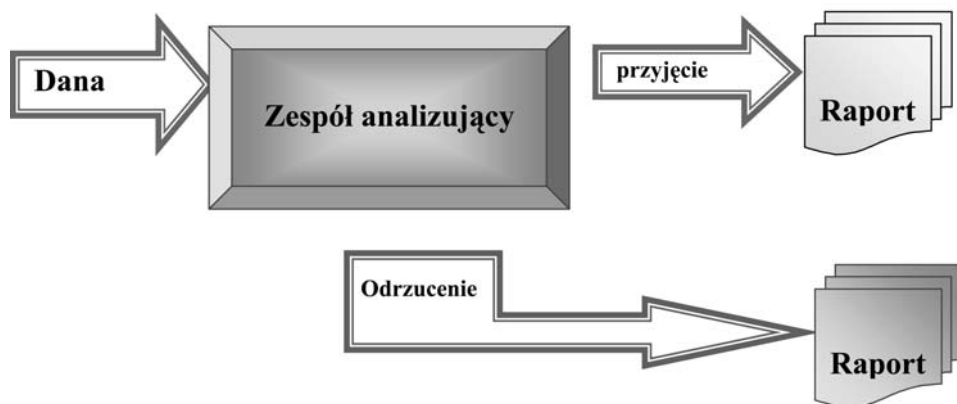 Dana
Zespół analizujący
przyjęcie
Raport
Odrzucenie
Raport